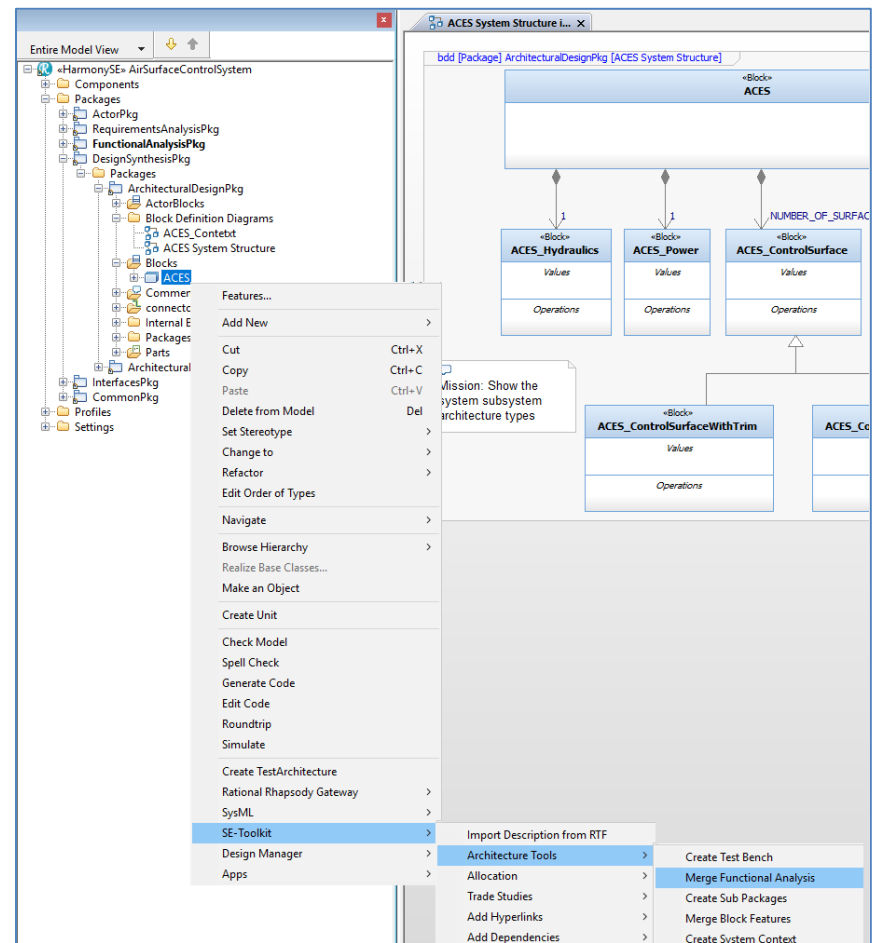 Entire Model View
«HarmonySE» AirSurfaceControlSystem
Components
Packages
ActorPkg
RequirementsAnalysisPkg
FunctionalAnalysisPkg
DesignSynthesisPkg
Packages
ArchitecturalDesignPkg
ActorBlocks
Block Definition Diagrams
ACES_Context
ACES System Structure
Blocks
ACES
Commen
connecto
Internal E
Packages
Parts
Architectural
InterfacesPkg
CommonPkg
Profiles
Settings
ACES System Structure i... ×
bdd [Package] ArchitecturalDesignPkg [ACES System Structure]
«Block»
ACES
1
1
NUMBER_OF_SURFAC
«Block»
ACES_Hydraulics
Values
Operations
«Block»
ACES_Power
Values
Operations
«Block»
ACES_ControlSurface
Values
Operations
Mission: Show the
system subsystem
architecture types
«Block»
ACES_ControlSurfaceWithTrim
Values
Operations
ACES_Co
Features...
Add New
Cut Ctrl+X
Copy Ctrl+C
Paste Ctrl+V
Delete from Model Del
Set Stereotype
Change to
Refactor
Edit Order of Types
Navigate
Browse Hierarchy
Realize Base Classes...
Make an Object
Create Unit
Check Model
Spell Check
Generate Code
Edit Code
Roundtrip
Simulate
Create TestArchitecture
Rational Rhapsody Gateway
SysML
SE-Toolkit
Design Manager
Apps
Import Description from RTF
Architecture Tools
Allocation
Trade Studies
Add Hyperlinks
Add Dependencies
Create Test Bench
Merge Functional Analysis
Create Sub Packages
Merge Block Features
Create System Context